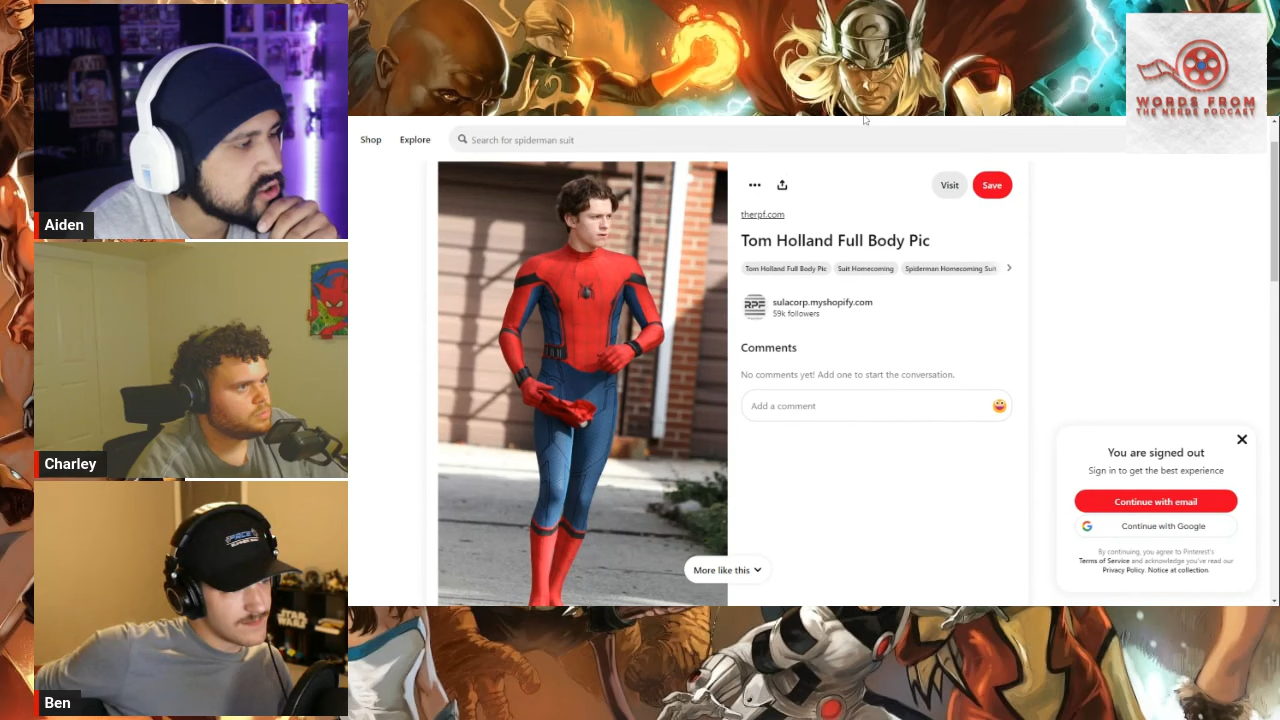 Aiden
Charley
Ben
STAR
WARS
WORDS FROM
THE NERDS PODCAST
Shop
Explore
Search for spiderman suit
Visit
Save
therpf.com
Tom Holland Full Body Pic
Tom Holland Full Body Pic
Suit Homecoming
Spiderman Homecoming Suit
RPF
sulacorp.myshopify.com
59k followers
Comments
No comments yet! Add one to start the conversation.
Add a comment
More like this
You are signed out
Sign in to get the best experience
Continue with email
Continue with Google
By continuing, you agree to Pinterest's
Terms of Service and acknowledge you've read our
Privacy Policy. Notice at collection.